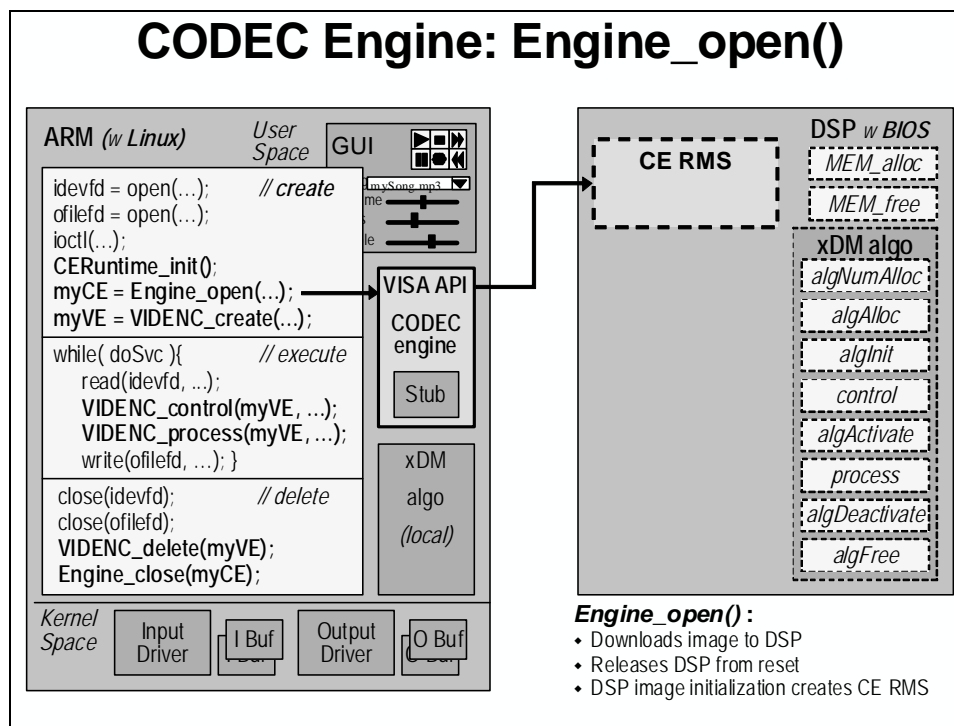 CODEC Engine: Engine_open()
ARM (w Linux)
User
Space
GUI
mySong.mp3
me
s
le
idevfd = open(…); // create
ofilefd = open(…);
ioctl(…);
CERuntime_init();
myCE = Engine_open(…);
myVE = VIDENC_create(…);
while( doSvc ){ // execute
read(idevfd, ...);
VIDENC_control(myVE, …);
VIDENC_process(myVE, …);
write(ofilefd, …); }
close(idevfd); // delete
close(ofilefd);
VIDENC_delete(myVE);
Engine_close(myCE);
VISA API
CODEC
engine
Stub
xDM
algo
(local)
Kernel
Space
Input
Driver
I Buf
Output
Driver
O Buf
DSP w BIOS
CE RMS
MEM_alloc
MEM_free
xDM algo
algNumAlloc
algAlloc
algInit
control
algActivate
process
algDeactivate
algFree
Engine_open() :
◆ Downloads image to DSP
◆ Releases DSP from reset
◆ DSP image initialization creates CE RMS